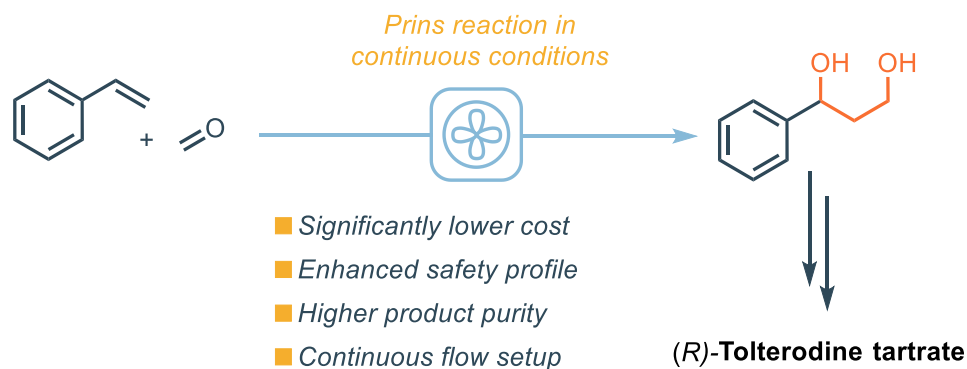 Prins reaction in
continuous conditions
OH
OH
+
O
Significantly lower cost
Enhanced safety profile
Higher product purity
Continuous flow setup
(R)-Tolterodine tartrate